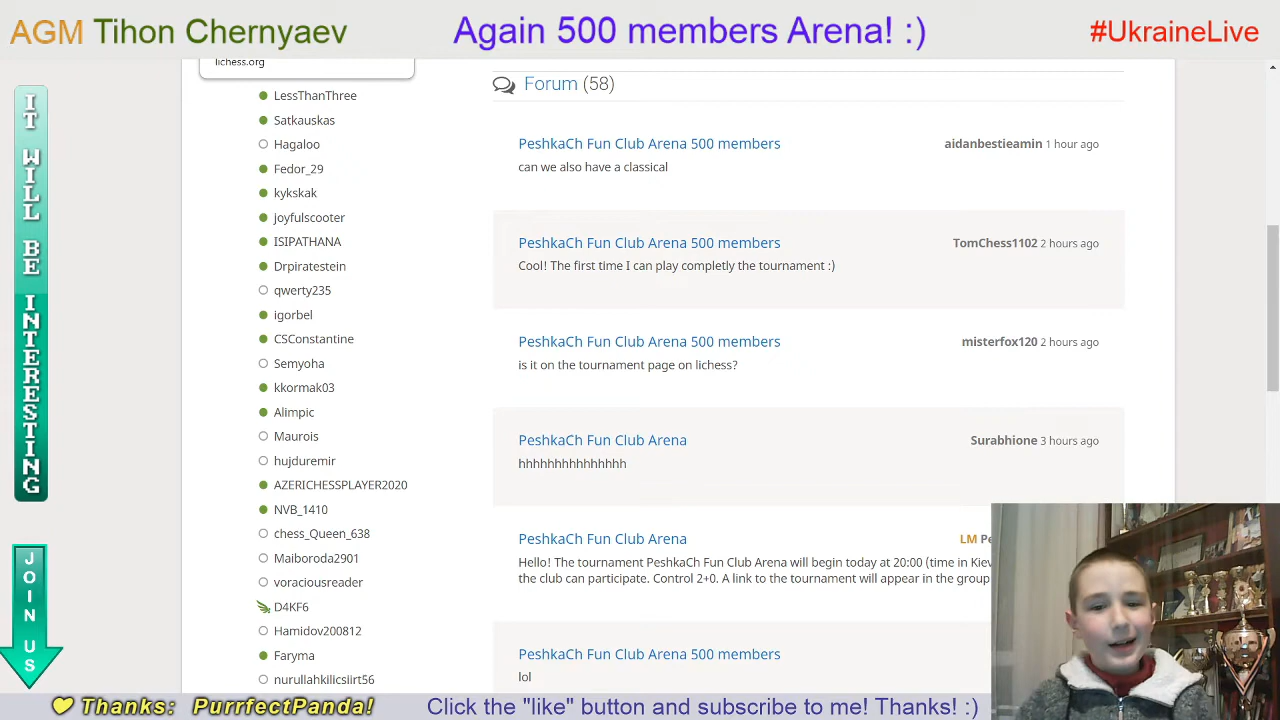 AGM Tihon Chernyaev
Again 500 members Arena! :)
#UkraineLive
IT WILL BE INTERESTING
JOIN US
lichess.org
LessThanThree
Satkauskas
Hagaloo
Fedor_29
kykskak
joyfulscooter
ISIPATHANA
Drpiratestein
qwerty235
igorbel
CSConstantine
Semyoha
kkormak03
Alimpic
Maurois
hujduremir
AZERICHESSPLAYER2020
NVB_1410
chess_Queen_638
Maiboroda2901
voraciousreader
D4KF6
Hamidov200812
Faryma
nurullahkilicsiirt56
Forum (58)
PeshkaCh Fun Club Arena 500 members aidanbestieamin 1 hour ago
can we also have a classical
PeshkaCh Fun Club Arena 500 members TomChess1102 2 hours ago
Cool! The first time I can play completly the tournament :)
PeshkaCh Fun Club Arena 500 members misterfox120 2 hours ago
is it on the tournament page on lichess?
PeshkaCh Fun Club Arena Surabhione 3 hours ago
hhhhhhhhhhhhhhh
PeshkaCh Fun Club Arena LM Pe
Hello! The tournament PeshkaCh Fun Club Arena will begin today at 20:00 (time in Kiev
the club can participate. Control 2+0. A link to the tournament will appear in the group
PeshkaCh Fun Club Arena 500 members
lol
Thanks: PurrfectPanda!
Click the "like" button and subscribe to me! Thanks! :)